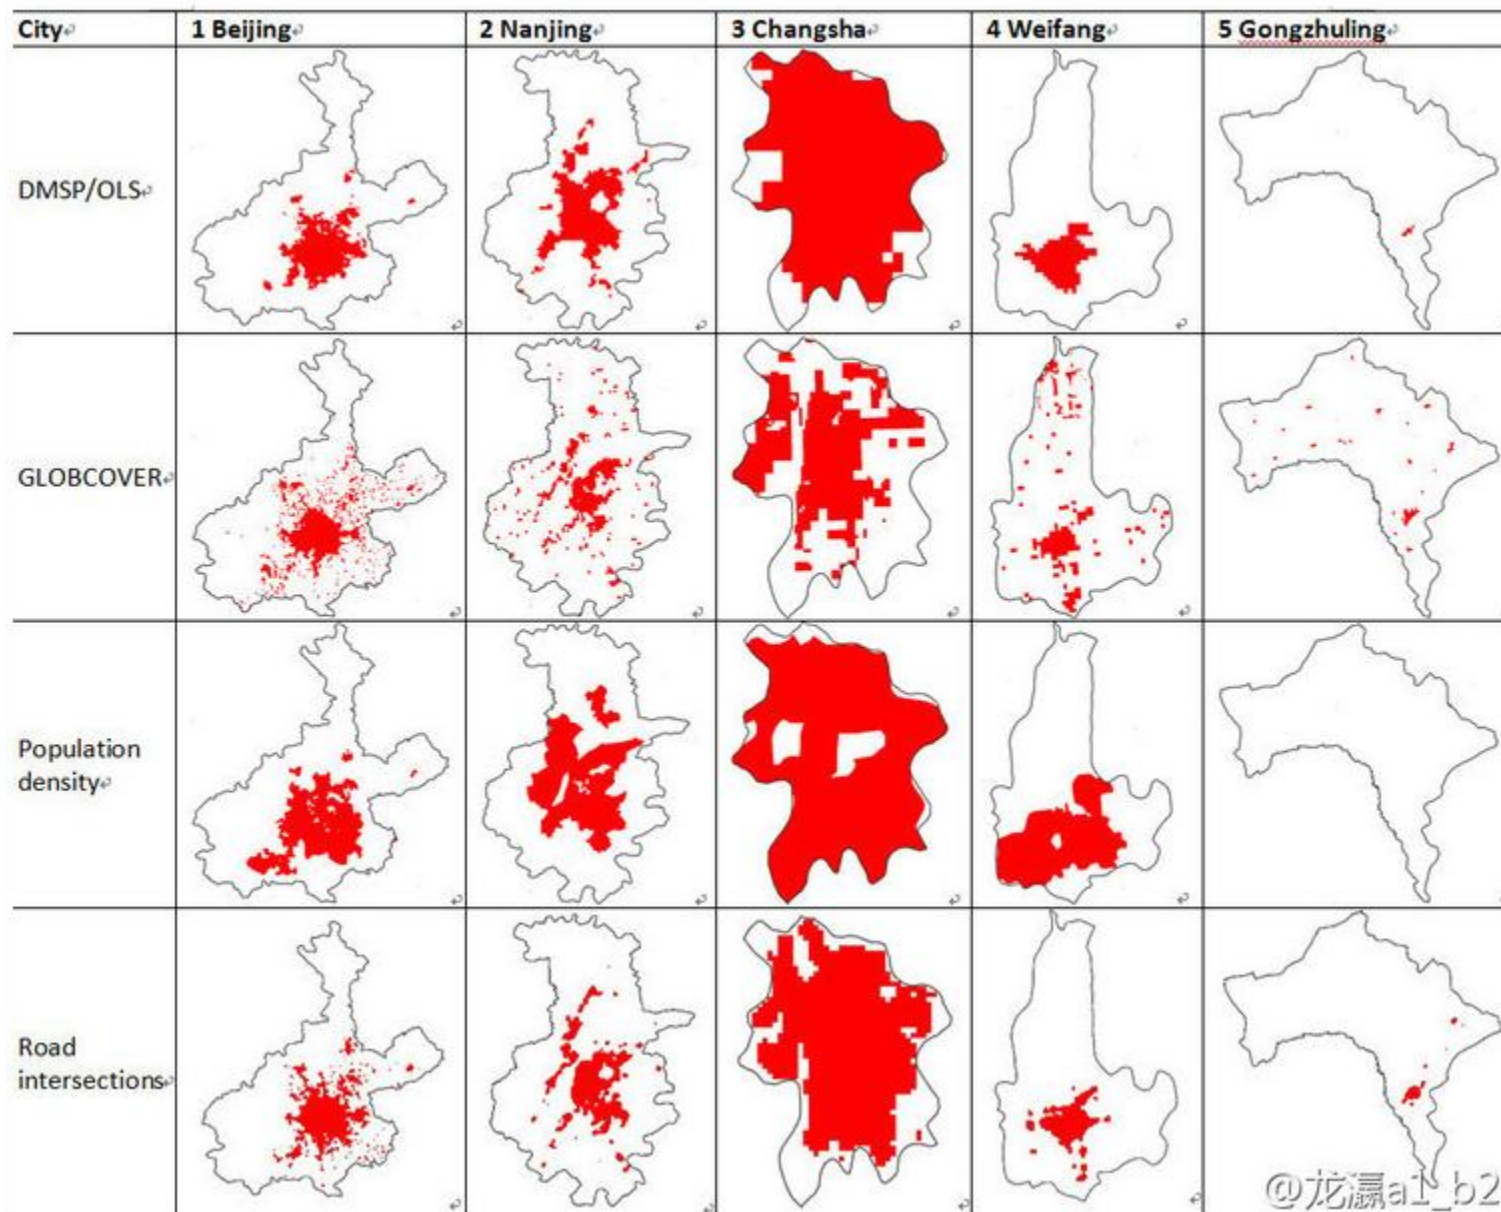 City 1 Beijing 2 Nanjing 3 Changsha 4 Weifang 5 Gongzhuling
DMSP/OLS
GLOBCOVER
Population
density
Road
intersections
@龙瀛a1_b2